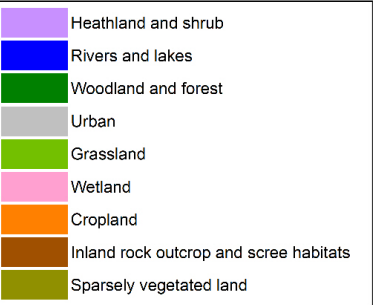 Heathland and shrub
Rivers and lakes
Woodland and forest
Urban
Grassland
Wetland
Cropland
Inland rock outcrop and scree habitats
Sparsely vegetated land